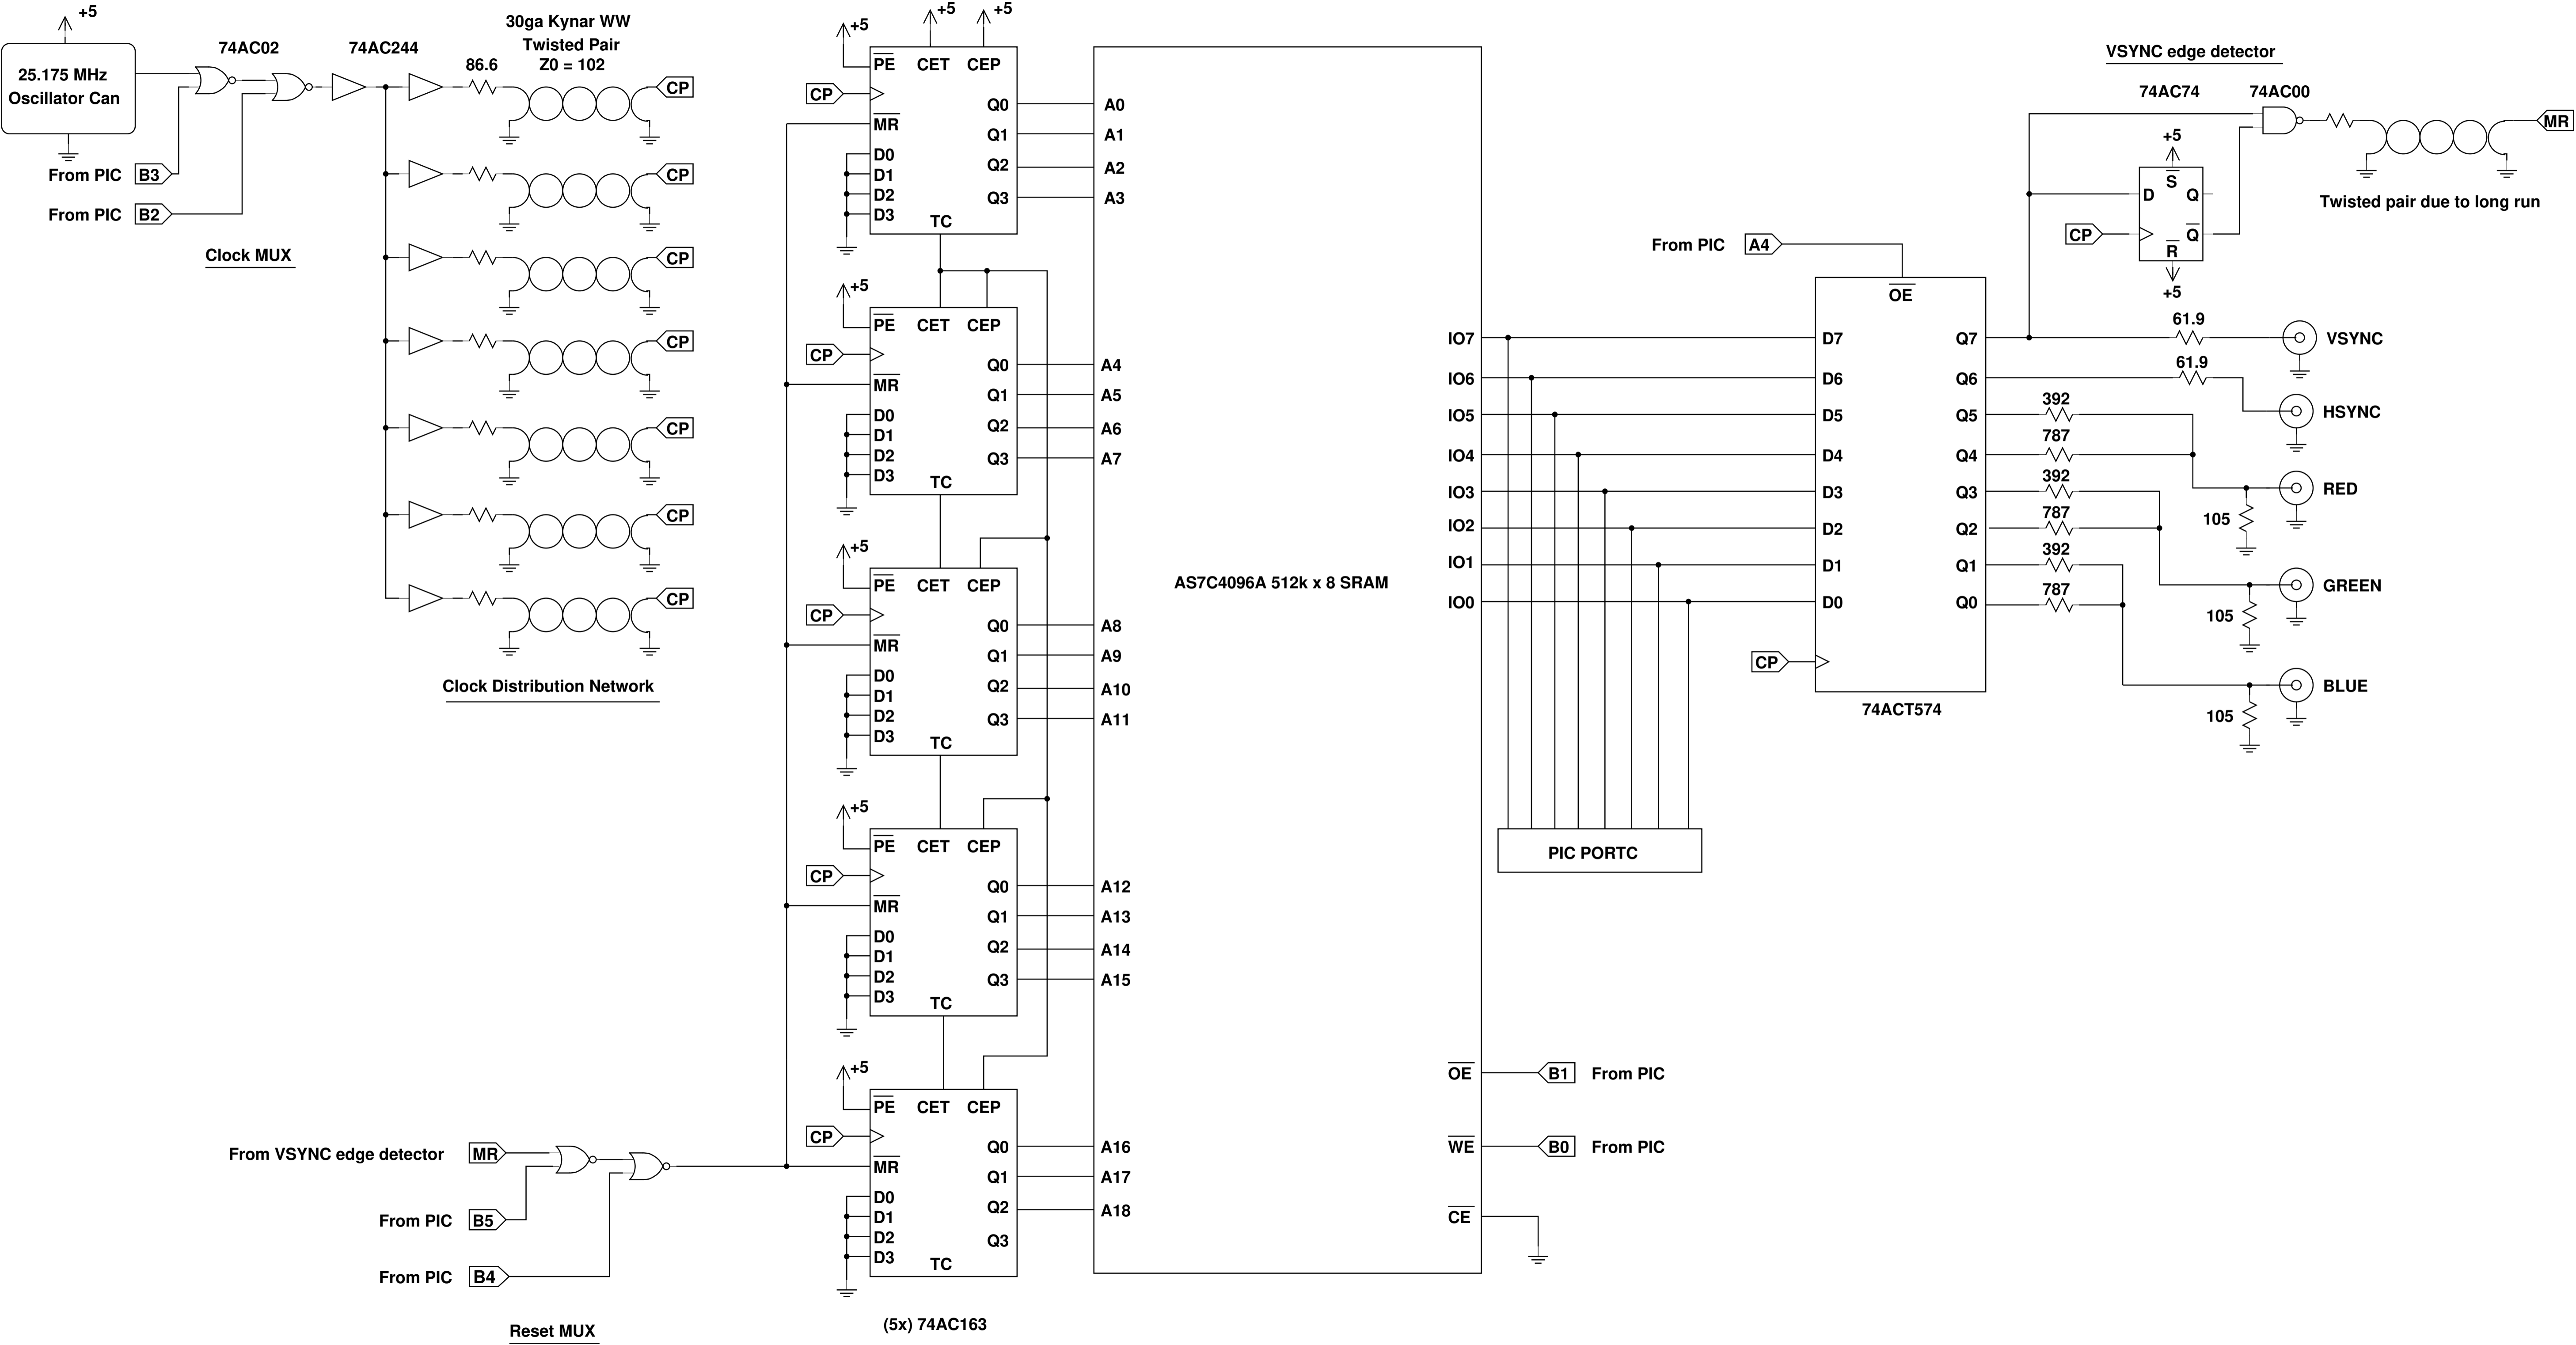 +5
25.175 MHz
Oscillator Can
74AC02
74AC244
From PIC B3
From PIC B2
Clock MUX
30ga Kynar WW
Twisted Pair
Z0 = 102
86.6
CP
CP
CP
CP
CP
CP
CP
Clock Distribution Network
From VSYNC edge detector MR
From PIC B5
From PIC B4
Reset MUX
+5 +5 +5
PE CET CEP
CP
MR
D0
D1
D2
D3
Q0
Q1
Q2
Q3
TC
+5
PE CET CEP
CP
MR
D0
D1
D2
D3
Q0
Q1
Q2
Q3
TC
+5
PE CET CEP
CP
MR
D0
D1
D2
D3
Q0
Q1
Q2
Q3
TC
+5
PE CET CEP
CP
MR
D0
D1
D2
D3
Q0
Q1
Q2
Q3
TC
+5
PE CET CEP
CP
MR
D0
D1
D2
D3
Q0
Q1
Q2
Q3
TC
(5x) 74AC163
A0
A1
A2
A3
A4
A5
A6
A7
A8
A9
A10
A11
A12
A13
A14
A15
A16
A17
A18
AS7C4096A 512k x 8 SRAM
IO7
IO6
IO5
IO4
IO3
IO2
IO1
IO0
OE B1 From PIC
WE B0 From PIC
CE
PIC PORTC
From PIC A4
OE
D7
D6
D5
D4
D3
D2
D1
D0
CP
Q7
Q6
Q5
Q4
Q3
Q2
Q1
Q0
74ACT574
VSYNC edge detector
74AC74
74AC00
+5
S
D Q
CP
Q
R
+5
MR
Twisted pair due to long run
61.9
VSYNC
61.9
HSYNC
392
787
RED
105
392
787
GREEN
105
392
787
BLUE
105